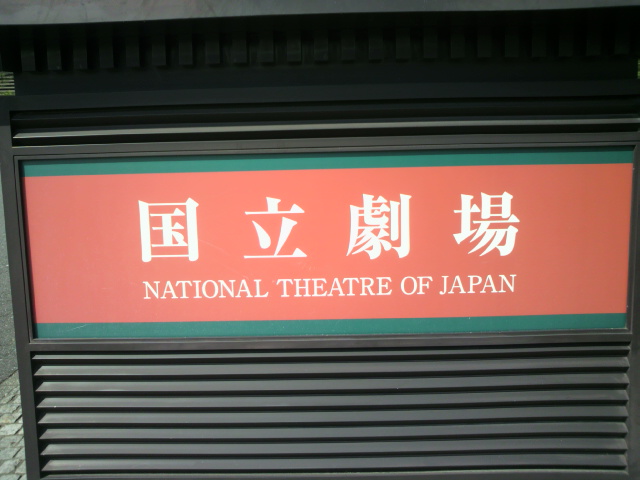 国立劇場
NATIONAL THEATRE OF JAPAN